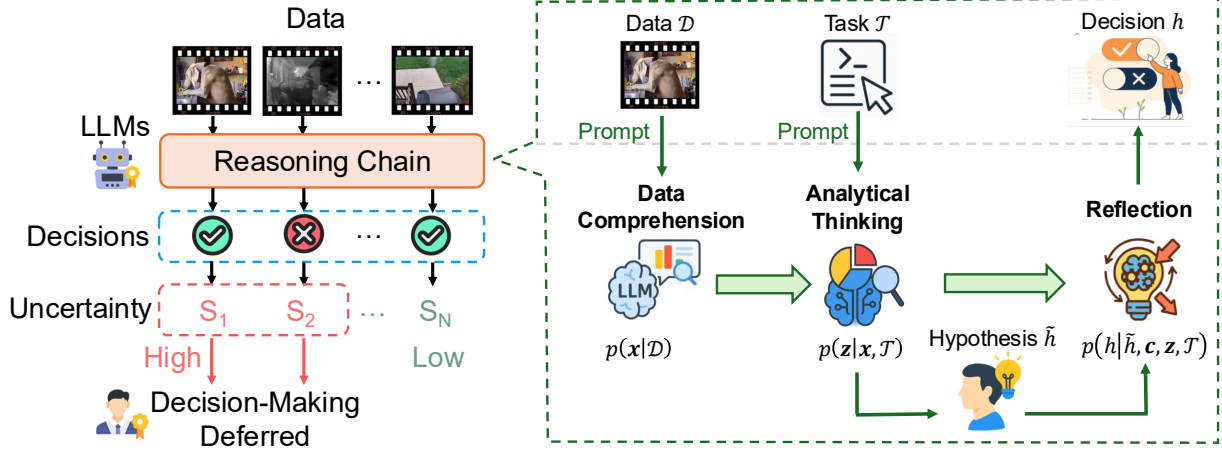 Data
...
LLMs
Reasoning Chain
Decisions
...
Uncertainty
S₁ S₂ ... S_N
High
Low
Decision-Making
Deferred
Data 𝒟
Task 𝒯
Decision h
Prompt
Prompt
Data
Comprehension
Analytical
Thinking
Reflection
LLM
p(x|𝒟)
p(z|x, 𝒯)
Hypothesis h̃
p(h|h̃, c, z, 𝒯)